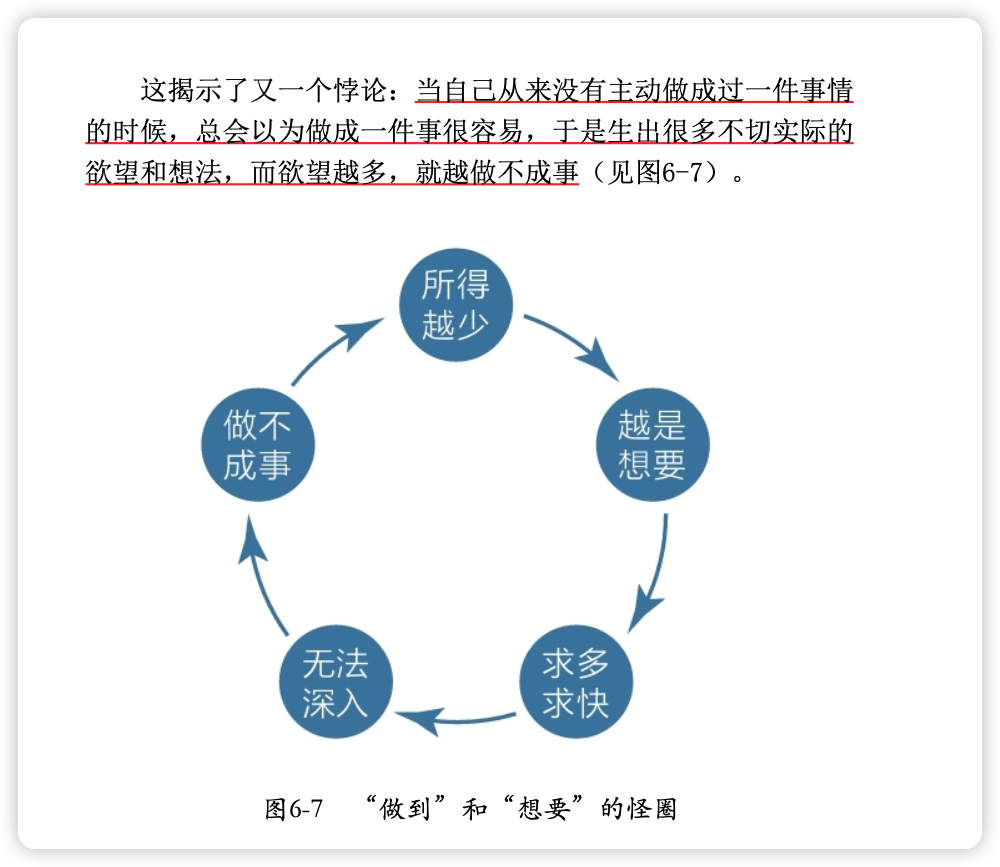 这揭示了又一个悖论：当自己从来没有主动做成过一件事情
的时候，总会以为做成一件事很容易，于是生出很多不切实际的
欲望和想法，而欲望越多，就越做不成事（见图6-7）。
所得
越少
越是
想要
求多
求快
无法
深入
做不
成事
图6-7 “做到”和“想要”的怪圈